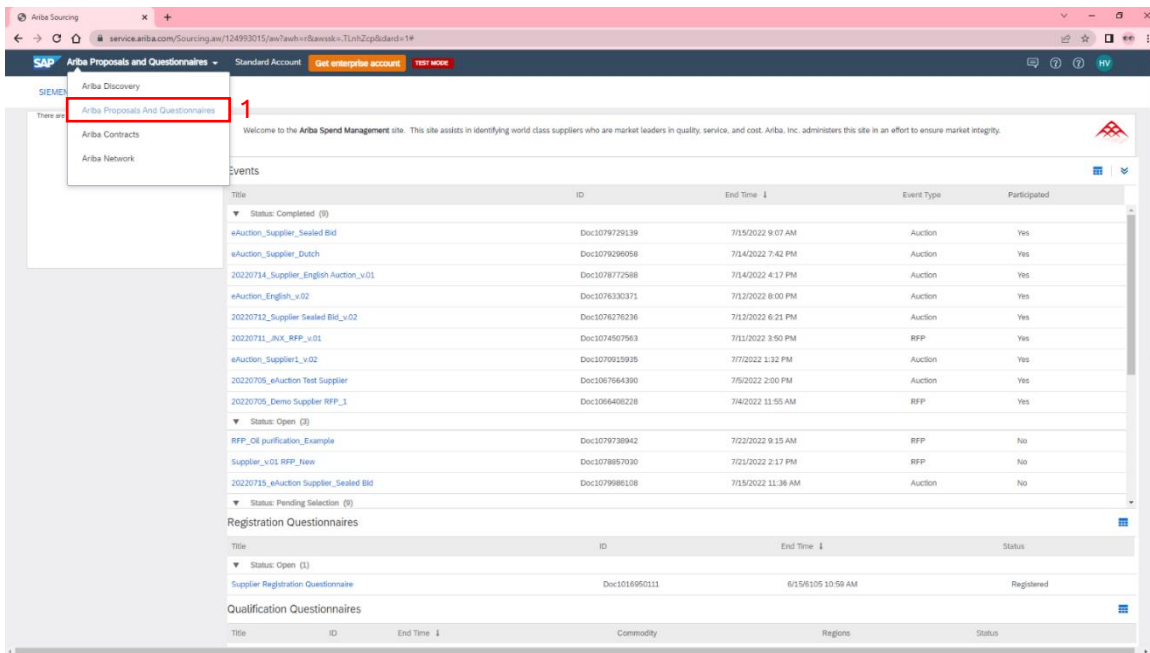 Ariba Sourcing
service.ariba.com/Sourcing.aw/124993015/aw?awh=r&awssk=.TLnhZcp&dard=1#
SAP Ariba Proposals and Questionnaires Standard Account Get enterprise account TEST MODE HV
SIEMEN
Ariba Discovery
Ariba Proposals And Questionnaires 1
Ariba Contracts
Ariba Network
There are
Welcome to the Ariba Spend Management site. This site assists in identifying world class suppliers who are market leaders in quality, service, and cost. Ariba, Inc. administers this site in an effort to ensure market integrity.
Events
Title ID End Time ↓ Event Type Participated
▼ Status: Completed (9)
eAuction_Supplier_Sealed Bid Doc1079729139 7/15/2022 9:07 AM Auction Yes
eAuction_Supplier_Dutch Doc1079296058 7/14/2022 7:42 PM Auction Yes
20220714_Supplier_English Auction_v.01 Doc1078772588 7/14/2022 4:17 PM Auction Yes
eAuction_English_v.02 Doc1076330371 7/12/2022 8:00 PM Auction Yes
20220712_Supplier Sealed Bid_v.02 Doc1076276236 7/12/2022 6:21 PM Auction Yes
20220711_JNX_RFP_v.01 Doc1074507563 7/11/2022 3:50 PM RFP Yes
eAuction_Supplier1_v.02 Doc1070815935 7/7/2022 1:32 PM Auction Yes
20220705_eAuction Test Supplier Doc1067664390 7/5/2022 2:00 PM Auction Yes
20220705_Demo Supplier RFP_1 Doc1066408228 7/4/2022 11:55 AM RFP Yes
▼ Status: Open (3)
RFP_Oil purification_Example Doc1079738942 7/22/2022 9:15 AM RFP No
Supplier_v.01 RFP_New Doc1078857030 7/21/2022 2:17 PM RFP No
20220715_eAuction Supplier_Sealed Bid Doc1079986108 7/15/2022 11:36 AM Auction No
▼ Status: Pending Selection (9)
Registration Questionnaires
Title ID End Time ↓ Status
▼ Status: Open (1)
Supplier Registration Questionnaire Doc1016950111 6/15/6105 10:59 AM Registered
Qualification Questionnaires
Title ID End Time ↓ Commodity Regions Status